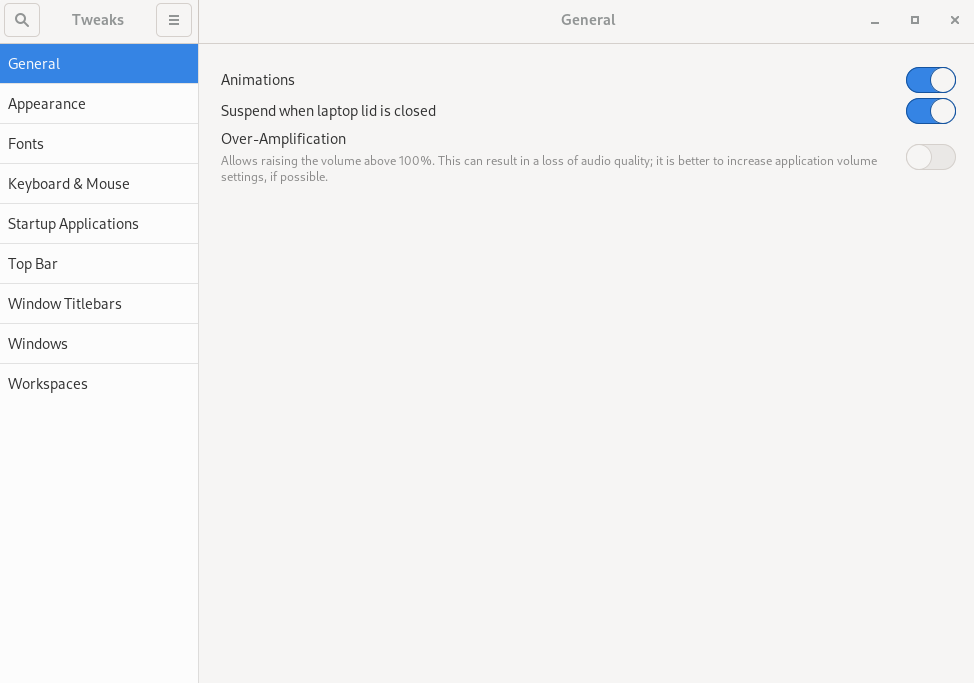 Tweaks
General
General
Appearance
Fonts
Keyboard & Mouse
Startup Applications
Top Bar
Window Titlebars
Windows
Workspaces
Animations
Suspend when laptop lid is closed
Over-Amplification
Allows raising the volume above 100%. This can result in a loss of audio quality; it is better to increase application volume
settings, if possible.